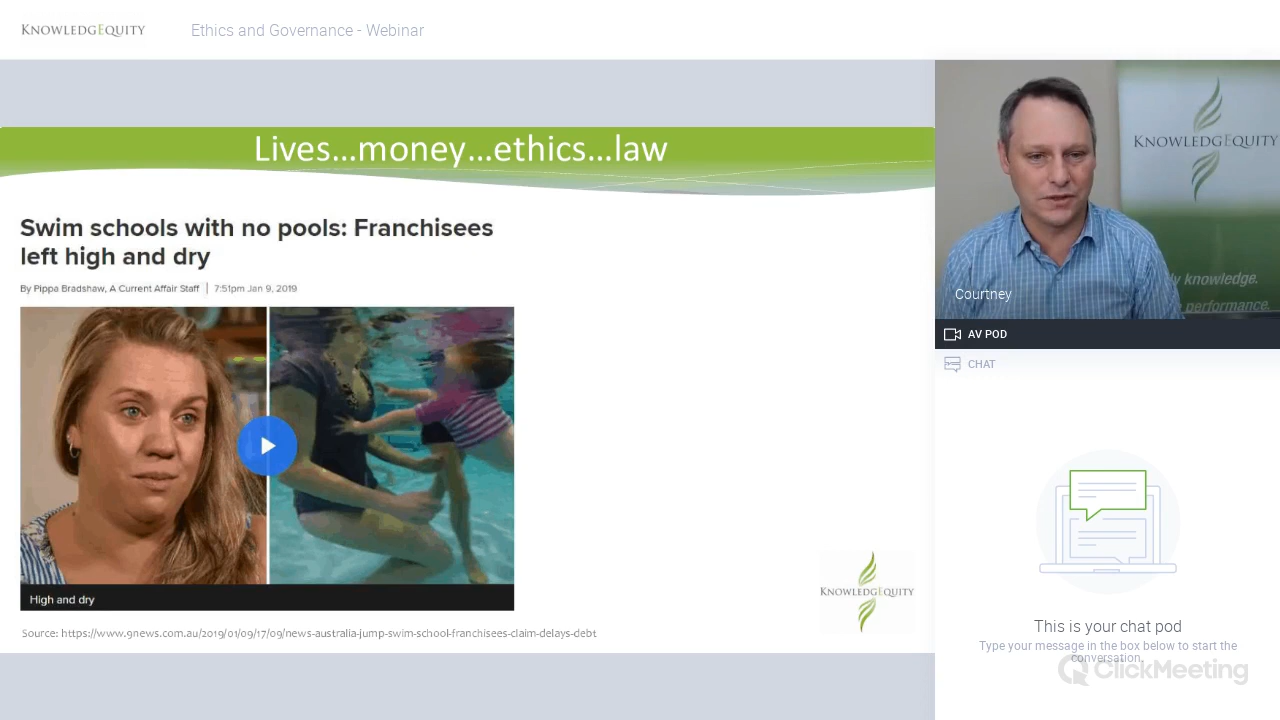 KNOWLEDGEQUITY
Ethics and Governance - Webinar
Lives...money...ethics...law
Swim schools with no pools: Franchisees
left high and dry
By Pippa Bradshaw, A Current Affair Staff | 7:51pm Jan 9, 2019
High and dry
KNOWLEDGEQUITY
Source: https://www.9news.com.au/2019/01/09/17/09/news-australia-jump-swim-school-franchisees-claim-delays-debt
KNOWLEDGEQUITY
knowledge.
performance.
Courtney
AV POD
CHAT
This is your chat pod
Type your message in the box below to start the
conversation.
ClickMeeting